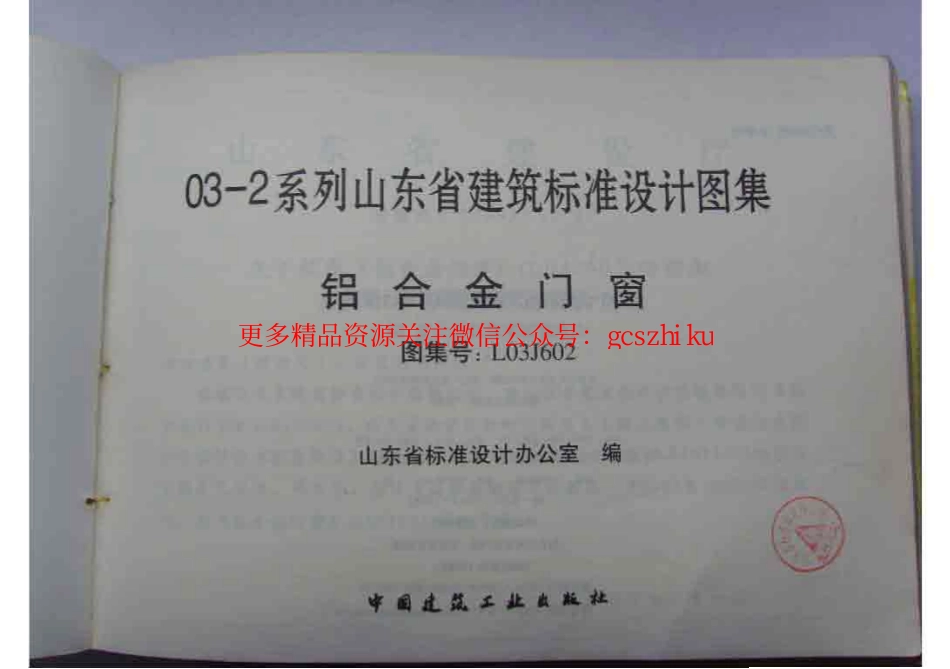 03-2系列山东省建筑标准设计图集
铝合金门窗
更多精品资源关注微信公众号：gcszhiku
图集号：L03J602
山东省标准设计办公室 编
中国建筑工业出版社